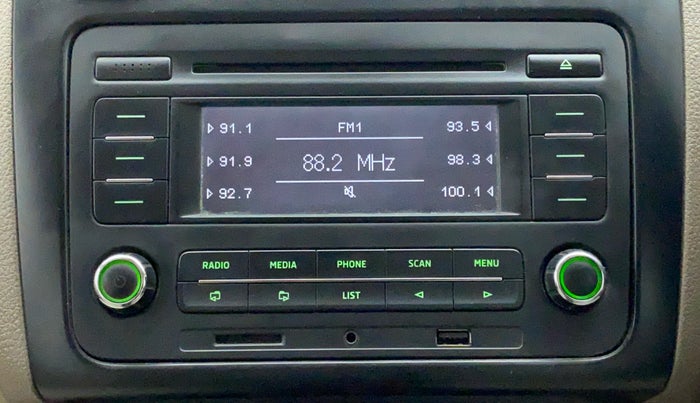 91.1 FM1 93.5
91.9 88.2 MHz 98.3
92.7 100.1
RADIO MEDIA PHONE SCAN MENU
LIST